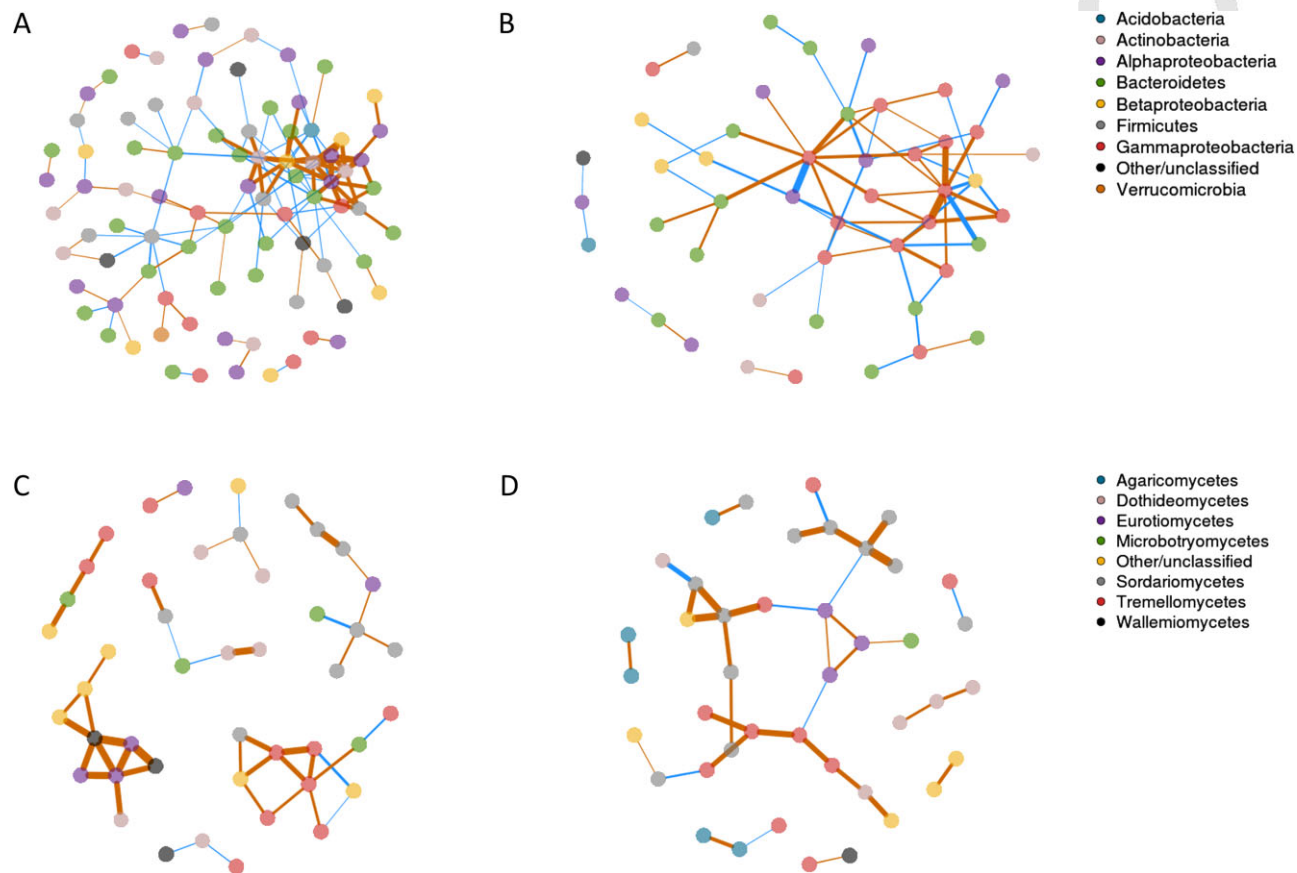 A
B
Acidobacteria
Actinobacteria
Alphaproteobacteria
Bacteroidetes
Betaproteobacteria
Firmicutes
Gammaproteobacteria
Other/unclassified
Verrucomicrobia
C
D
Agaricomycetes
Dothideomycetes
Eurotiomycetes
Microbotryomycetes
Other/unclassified
Sordariomycetes
Tremellomycetes
Wallemiomycetes